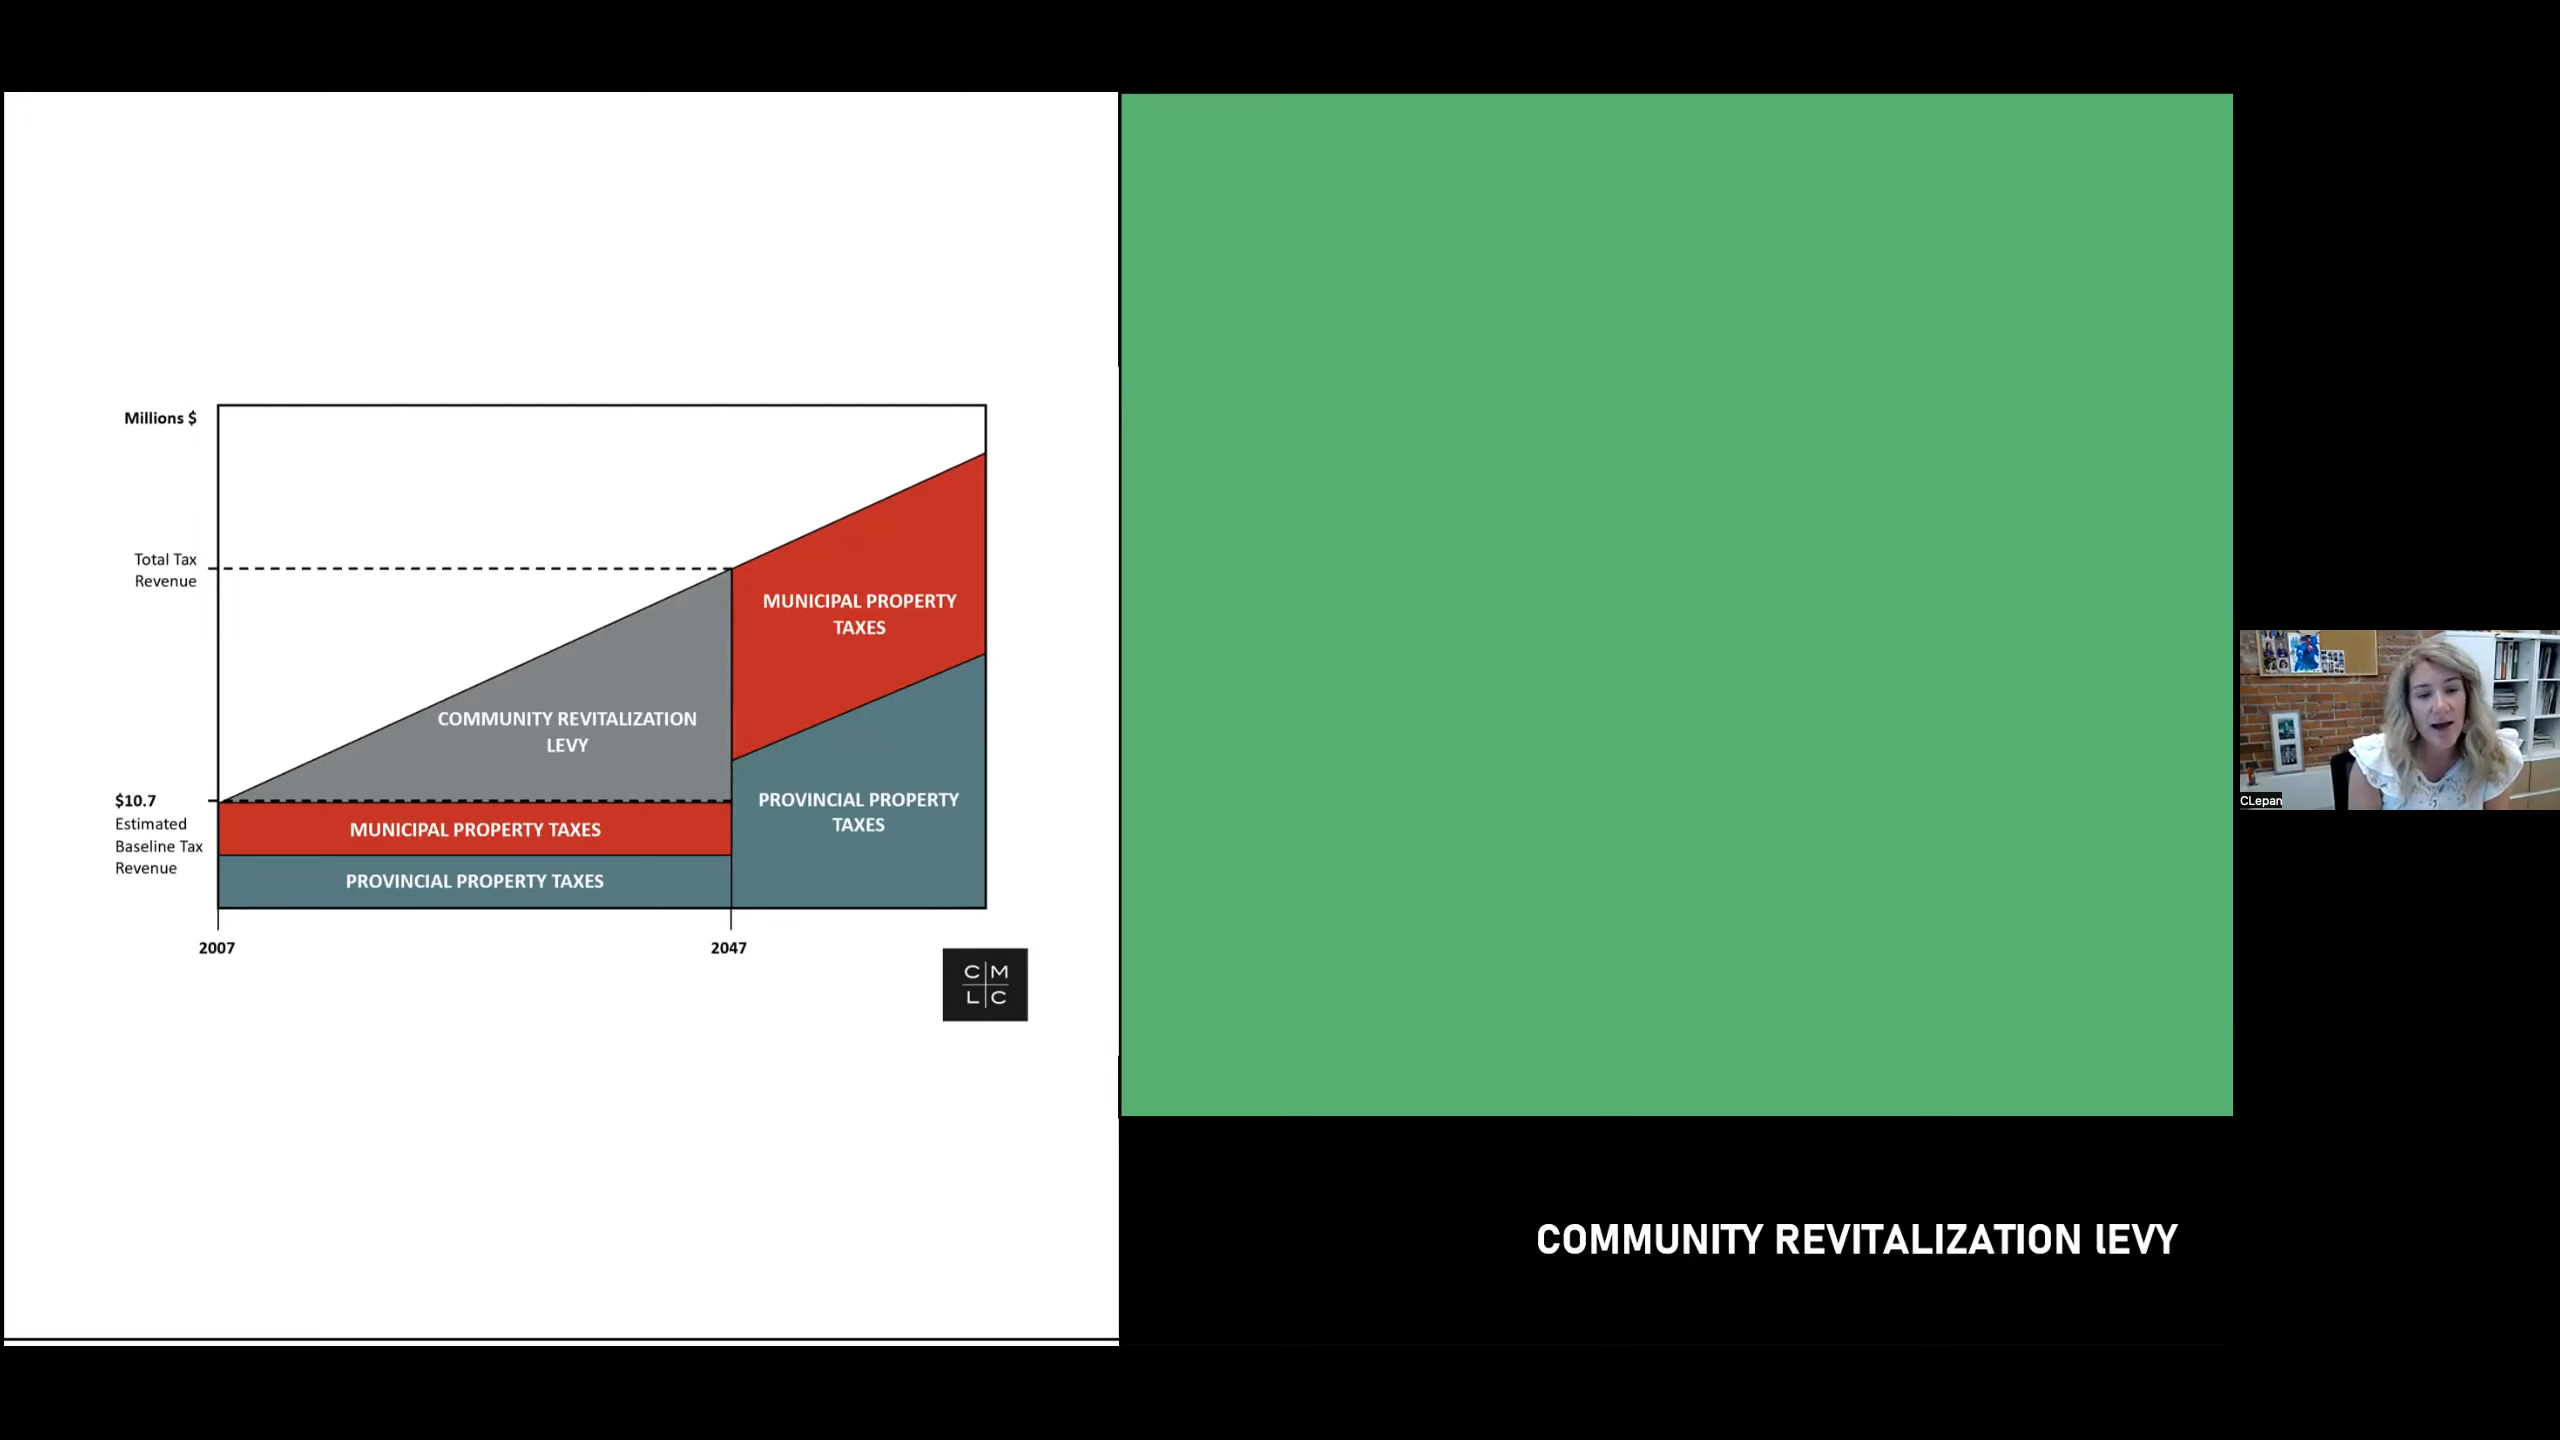 Millions $
Total Tax
Revenue
MUNICIPAL PROPERTY
TAXES
COMMUNITY REVITALIZATION
LEVY
$10.7
Estimated
Baseline Tax
Revenue
MUNICIPAL PROPERTY TAXES
PROVINCIAL PROPERTY TAXES
PROVINCIAL PROPERTY
TAXES
2007
2047
C M
L C
COMMUNITY REVITALIZATION lEVY
CLepan